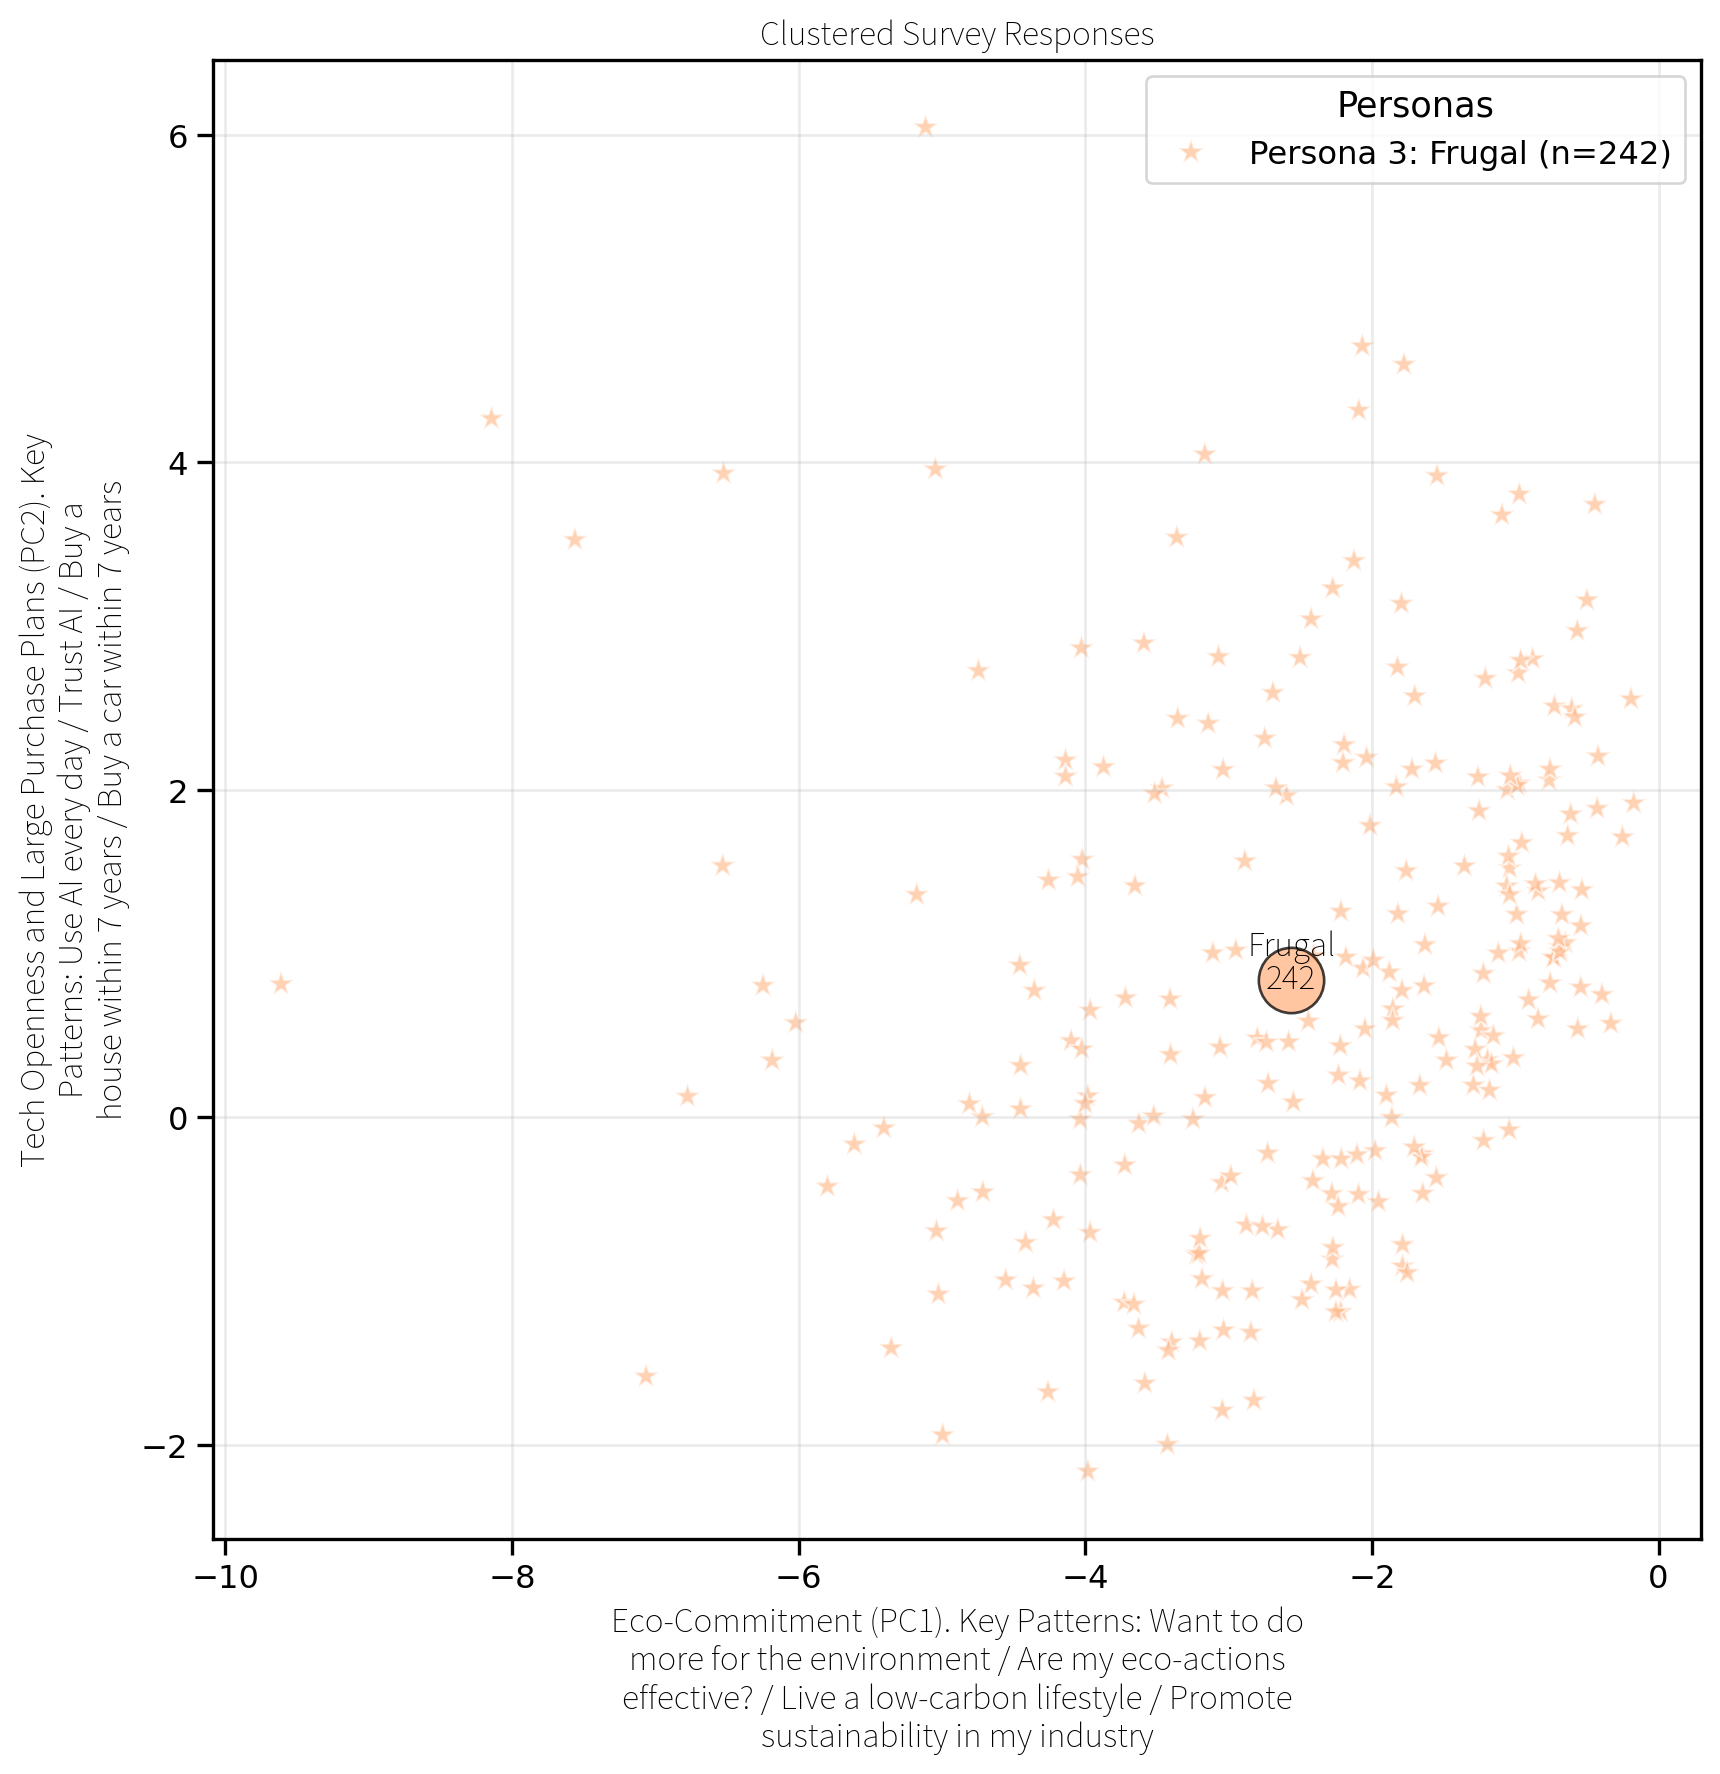 Clustered Survey Responses
Personas
Persona 3: Frugal (n=242)
Tech Openness and Large Purchase Plans (PC2). Key
Patterns: Use AI every day / Trust AI / Buy a
house within 7 years / Buy a car within 7 years
6
4
2
0
−2
Frugal
242
−10
−8
−6
−4
−2
0
Eco-Commitment (PC1). Key Patterns: Want to do
more for the environment / Are my eco-actions
effective? / Live a low-carbon lifestyle / Promote
sustainability in my industry